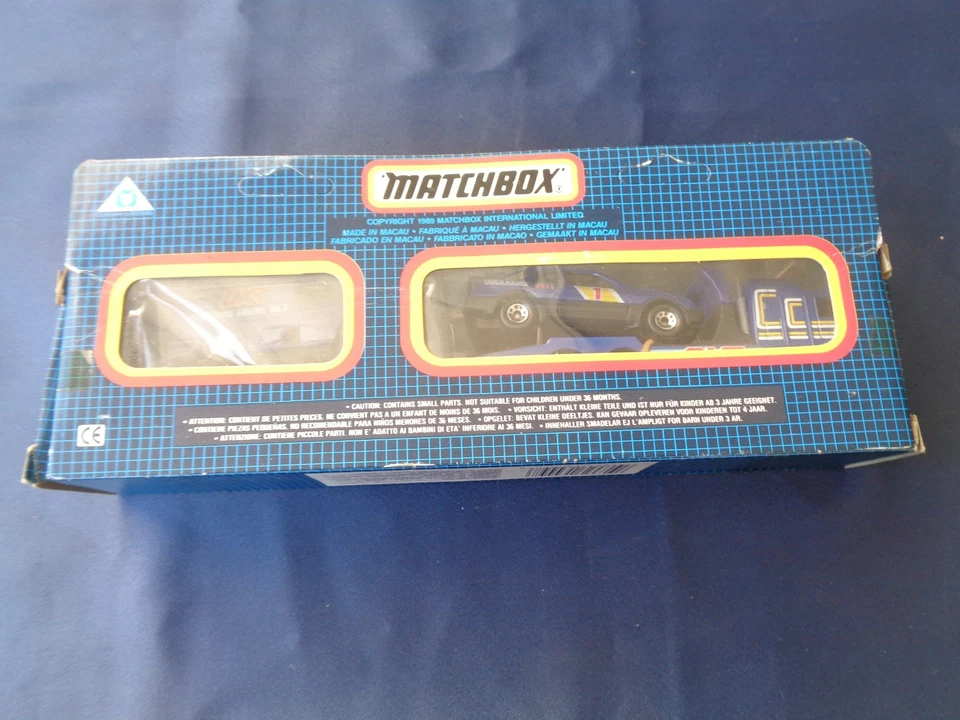 "MATCHBOX"
®
COPYRIGHT 1989 MATCHBOX INTERNATIONAL LIMITED
MADE IN MACAU • FABRIQUÉ À MACAU • HERGESTELLT IN MACAU
FABRICADO EN MACAU • FABBRICATO IN MACAO • GEMAAKT IN MACAU
1
• CAUTION: CONTAINS SMALL PARTS. NOT SUITABLE FOR CHILDREN UNDER 36 MONTHS.
• ATTENTION: CONTIENT DE PETITES PIECES. NE CONVIENT PAS A UN ENFANT DE MOINS DE 36 MOIS. • VORSICHT: ENTHÄLT KLEINE TEILE UND IST NUR FÜR KINDER AB 3 JAHRE GEEIGNET.
• CONTIENE PIEZAS PEQUEÑAS. NO RECOMENDABLE PARA NIÑOS MENORES DE 36 MESES. • OPGELET: BEVAT KLEINE DEELTJES. KAN GEVAAR OPLEVEREN VOOR KINDEREN TOT 4 JAAR.
• ATTENZIONE: CONTIENE PICCOLE PARTI. NON E' ADATTO AI BAMBINI DI ETA' INFERIORE AI 36 MESI. • INNEHALLER SMADELAR EJ LAMPLIGT FOR BARN UNDER 3 AR.
CE